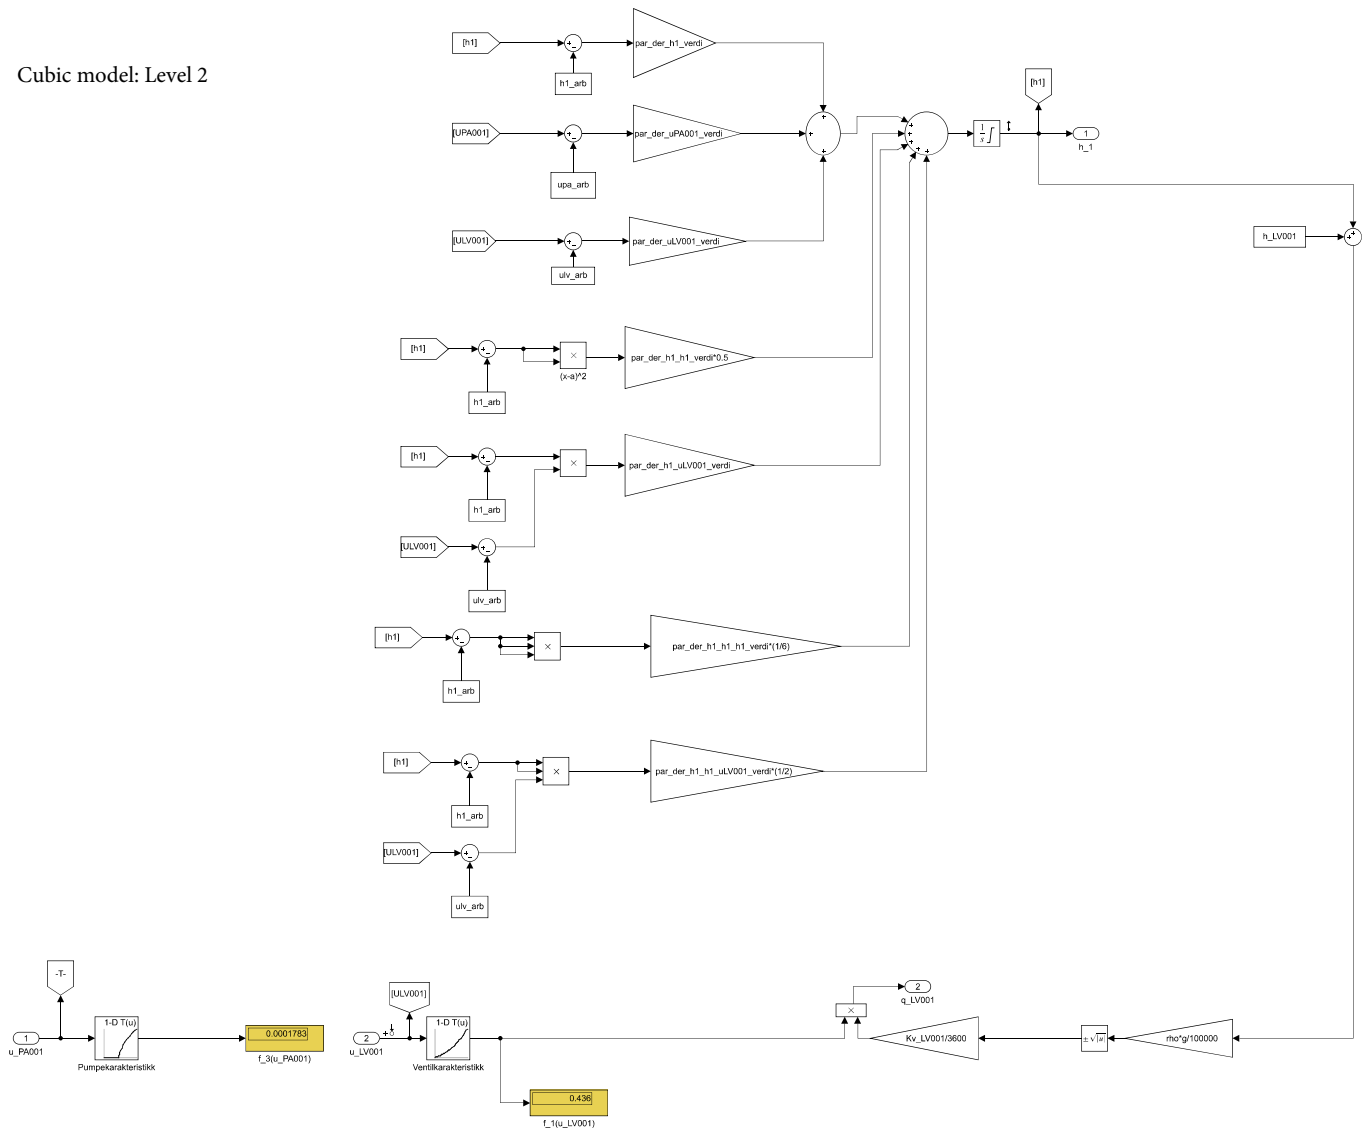 Cubic model: Level 2
[h1]
+
-
h1_arb
par_der_h1_verdi
[UPA001]
+
-
upa_arb
par_der_uPA001_verdi
[ULV001]
+
-
ulv_arb
par_der_uLV001_verdi
+
+
+
+
+
+
+
+
1
s
[h1]
1
h_1
h_LV001
+
+
[h1]
+
-
h1_arb
×
(x-a)^2
par_der_h1_h1_verdi*0.5
[h1]
+
-
h1_arb
×
par_der_h1_uLV001_verdi
[ULV001]
+
-
ulv_arb
[h1]
+
-
h1_arb
×
par_der_h1_h1_h1_verdi*(1/6)
[h1]
+
-
h1_arb
×
par_der_h1_h1_uLV001_verdi*(1/2)
[ULV001]
+
-
ulv_arb
-T-
1
u_PA001
1-D T(u)
Pumpekarakteristikk
0.0001783
f_3(u_PA001)
[ULV001]
2
u_LV001
1-D T(u)
Ventilkarakteristikk
0.436
f_1(u_LV001)
×
2
q_LV001
Kv_LV001/3600
± √|u|
rho*g/100000